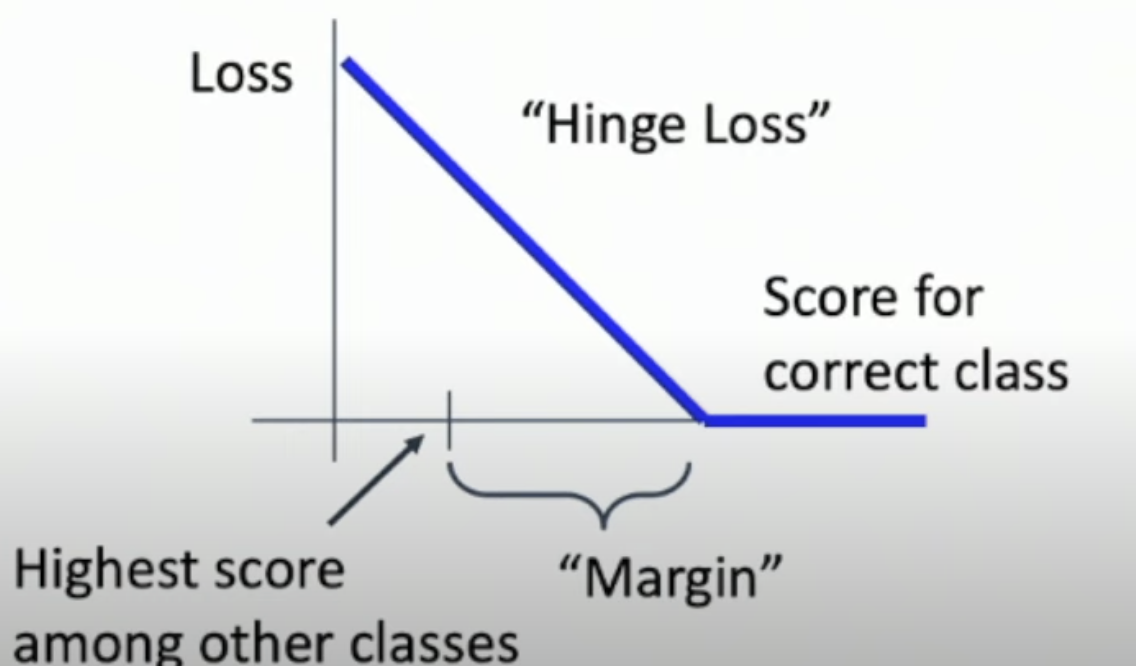 Loss
“Hinge Loss”
Score for
correct class
Highest score
among other classes
“Margin”